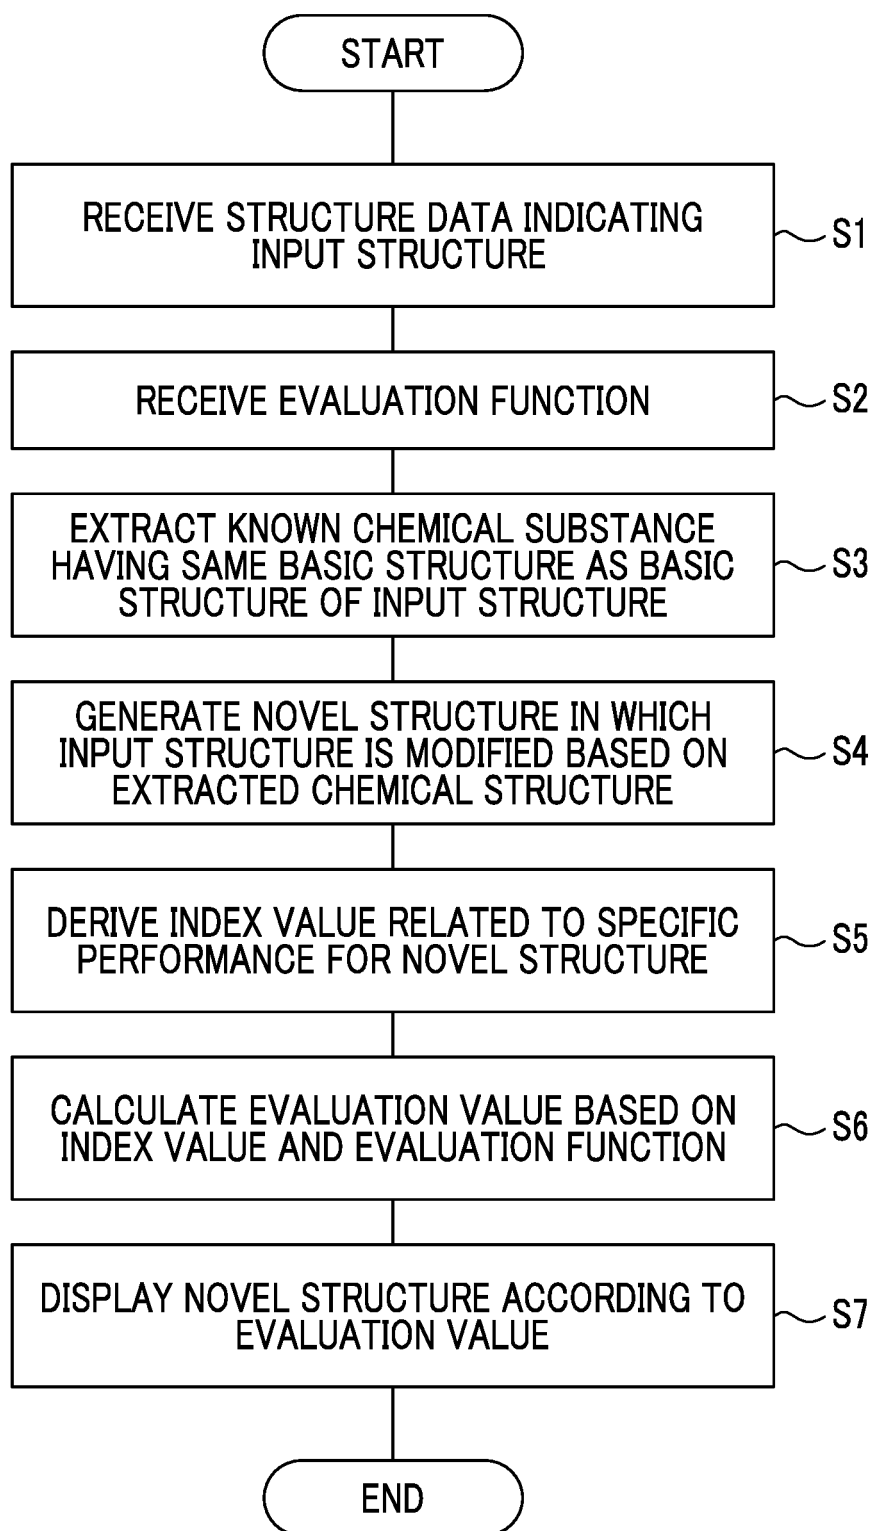 START
RECEIVE STRUCTURE DATA INDICATING
INPUT STRUCTURE
S1
RECEIVE EVALUATION FUNCTION
S2
EXTRACT KNOWN CHEMICAL SUBSTANCE
HAVING SAME BASIC STRUCTURE AS BASIC
STRUCTURE OF INPUT STRUCTURE
S3
GENERATE NOVEL STRUCTURE IN WHICH
INPUT STRUCTURE IS MODIFIED BASED ON
EXTRACTED CHEMICAL STRUCTURE
S4
DERIVE INDEX VALUE RELATED TO SPECIFIC
PERFORMANCE FOR NOVEL STRUCTURE
S5
CALCULATE EVALUATION VALUE BASED ON
INDEX VALUE AND EVALUATION FUNCTION
S6
DISPLAY NOVEL STRUCTURE ACCORDING TO
EVALUATION VALUE
S7
END